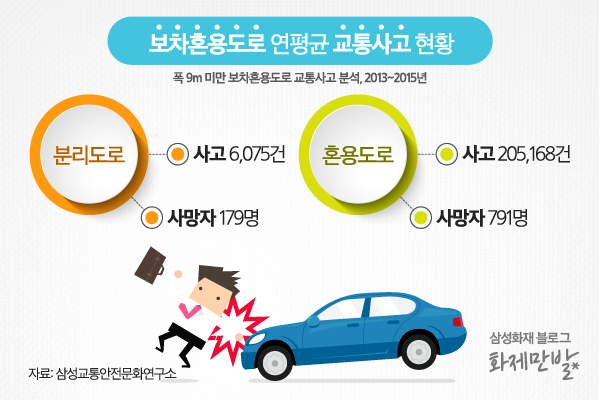 보차혼용도로 연평균 교통사고 현황
폭 9m 미만 보차혼용도로 교통사고 분석, 2013~2015년
분리도로
사고 6,075건
사망자 179명
혼용도로
사고 205,168건
사망자 791명
삼성화재 블로그
화제만발*
자료: 삼성교통안전문화연구소